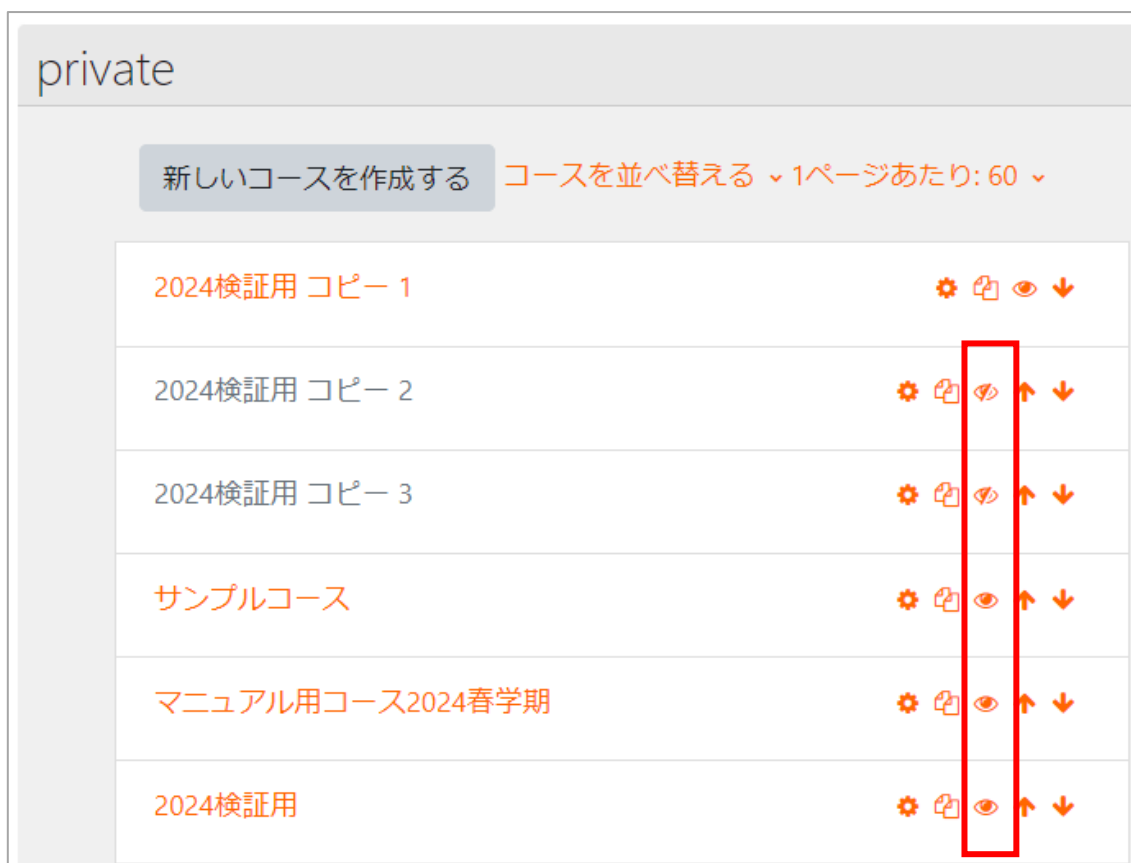 private
新しいコースを作成する コースを並べ替える 1ページあたり: 60
2024検証用 コピー 1
2024検証用 コピー 2
2024検証用 コピー 3
サンプルコース
マニュアル用コース2024春学期
2024検証用